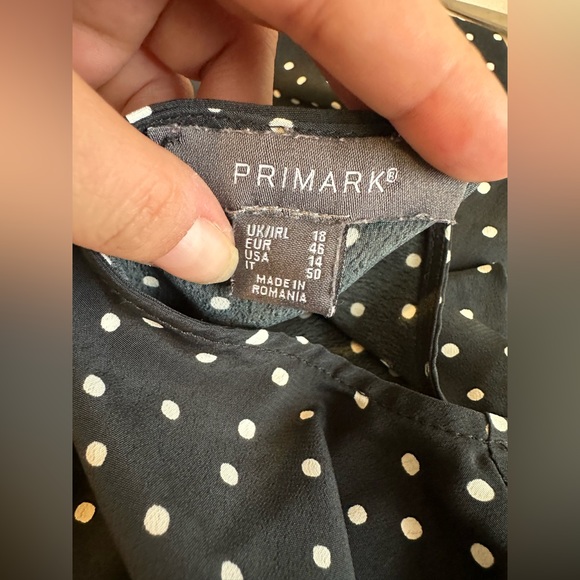 PRIMARK®
UK/IRL 18
EUR 46
USA 14
IT 50
MADE IN
ROMANIA